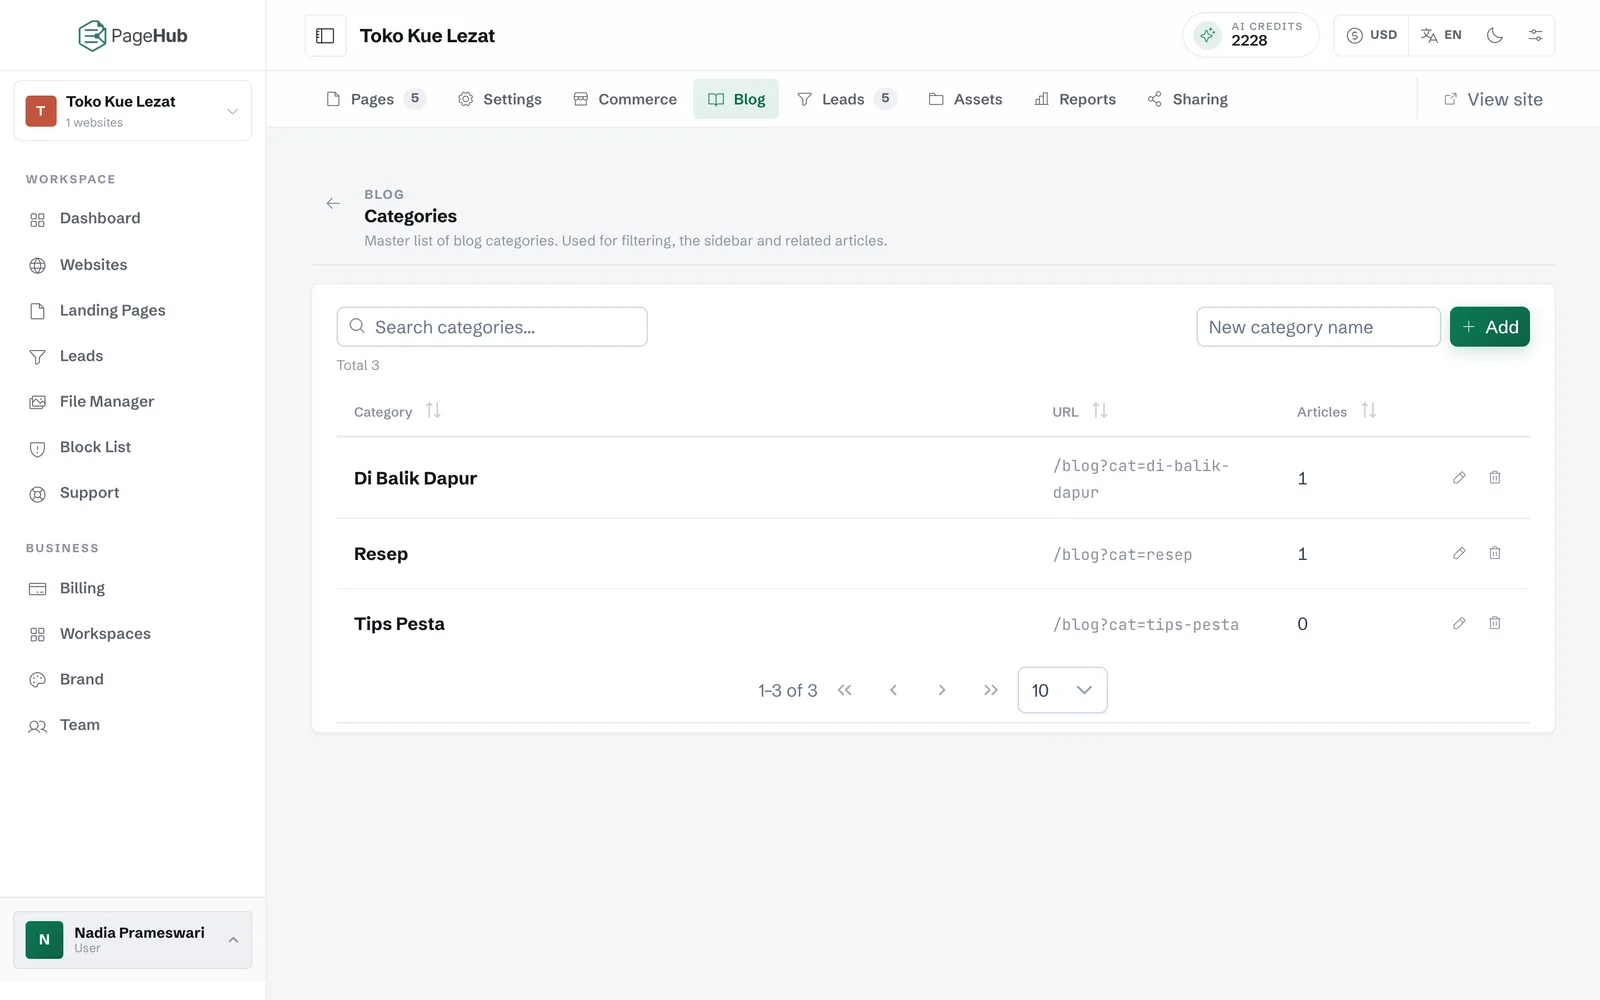 PageHub
Toko Kue Lezat
AI CREDITS
2228
USD
EN
T
Toko Kue Lezat
1 websites
Pages 5
Settings
Commerce
Blog
Leads 5
Assets
Reports
Sharing
View site
WORKSPACE
Dashboard
Websites
Landing Pages
Leads
File Manager
Block List
Support
BUSINESS
Billing
Workspaces
Brand
Team
N
Nadia Prameswari
User
BLOG
Categories
Master list of blog categories. Used for filtering, the sidebar and related articles.
Search categories...
New category name
+ Add
Total 3
Category URL Articles
Di Balik Dapur /blog?cat=di-balik-
dapur 1
Resep /blog?cat=resep 1
Tips Pesta /blog?cat=tips-pesta 0
1-3 of 3 « ‹ › » 10